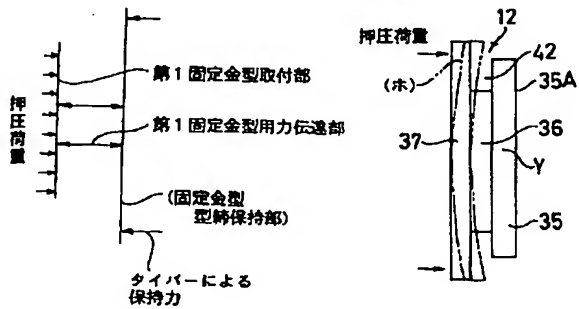 押圧荷重
第1固定金型取付部
第1固定金型用力伝達部
(固定金型
型締保持部)
タイバーによる
保持力
押圧荷重
(ホ)
12
42
35A
37
36
Y
35